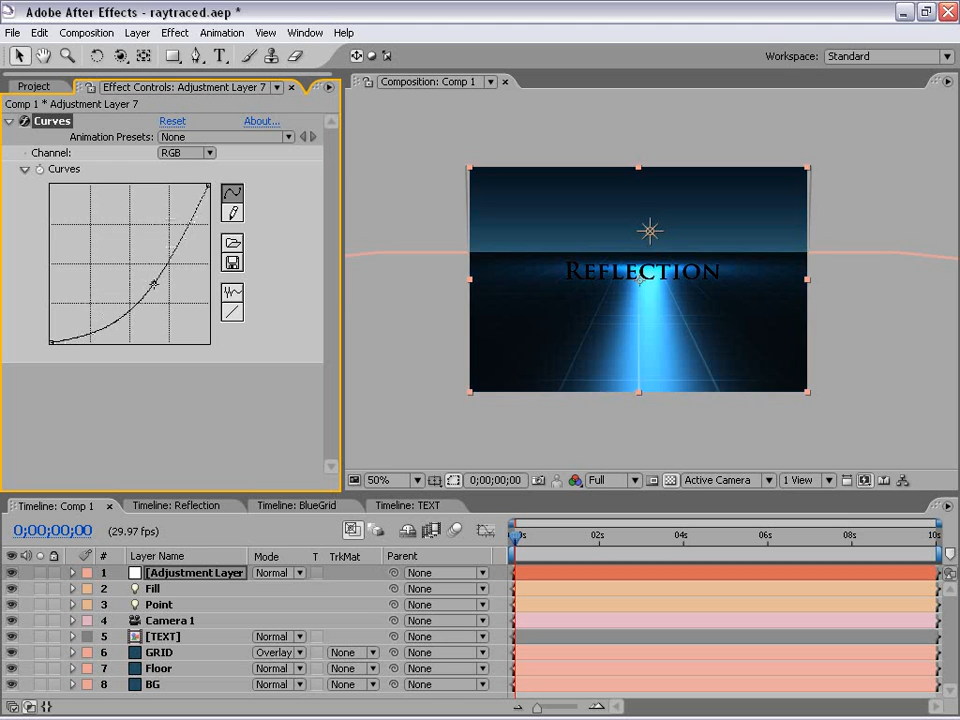 Adobe After Effects - raytraced.aep *
File Edit Composition Layer Effect Animation View Window Help
Workspace: Standard
Project Effect Controls: Adjustment Layer 7
Composition: Comp 1
Comp 1 * Adjustment Layer 7
Curves Reset About...
Animation Presets: None
Channel: RGB
Curves
Reflection
50% 0;00;00;00 Full Active Camera 1 View
Timeline: Comp 1 Timeline: Reflection Timeline: BlueGrid Timeline: TEXT
0;00;00;00 (29.97 fps)
02s 04s 06s 08s 10s
# Layer Name Mode T TrkMat Parent
1 [Adjustment Layer Normal None
2 Fill None
3 Point None
4 Camera 1 None
5 [TEXT] Normal None
6 GRID Overlay None None
7 Floor Normal None None
8 BG Normal None None